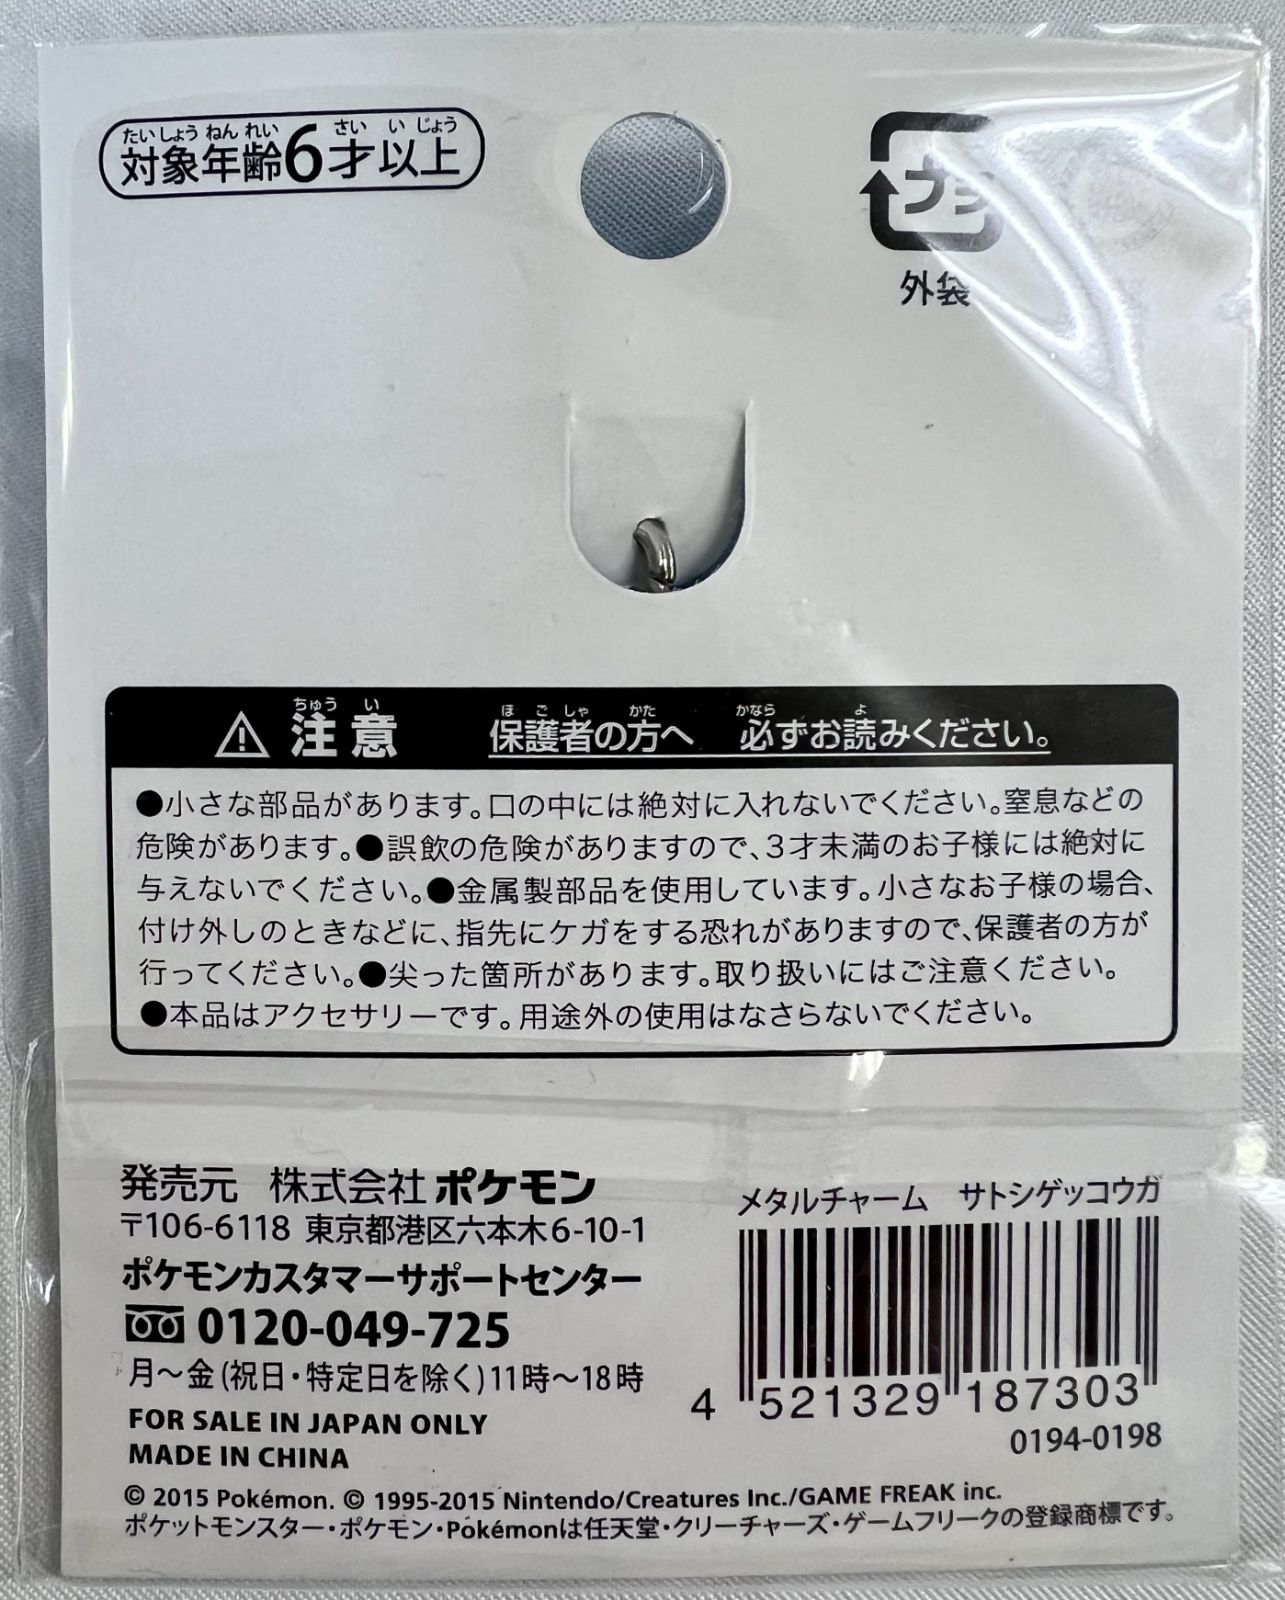 たいしょうねんれい さい いじょう
対象年齢6才以上
プラ
外袋
ちゅう い ほ ご しゃ かた かなら よ
注意 保護者の方へ 必ずお読みください。
●小さな部品があります。口の中には絶対に入れないでください。窒息などの
危険があります。●誤飲の危険がありますので、3才未満のお子様には絶対に
与えないでください。●金属製部品を使用しています。小さなお子様の場合、
付け外しのときなどに、指先にケガをする恐れがありますので、保護者の方が
行ってください。●尖った箇所があります。取り扱いにはご注意ください。
●本品はアクセサリーです。用途外の使用はなさらないでください。
発売元 株式会社ポケモン
〒106-6118 東京都港区六本木6-10-1
ポケモンカスタマーサポートセンター
0120-049-725
月〜金(祝日・特定日を除く)11時〜18時
FOR SALE IN JAPAN ONLY
MADE IN CHINA
メタルチャーム サトシゲッコウガ
4 521329 187303
0194-0198
© 2015 Pokémon. © 1995-2015 Nintendo/Creatures Inc./GAME FREAK inc.
ポケットモンスター・ポケモン・Pokémonは任天堂・クリーチャーズ・ゲームフリークの登録商標です。